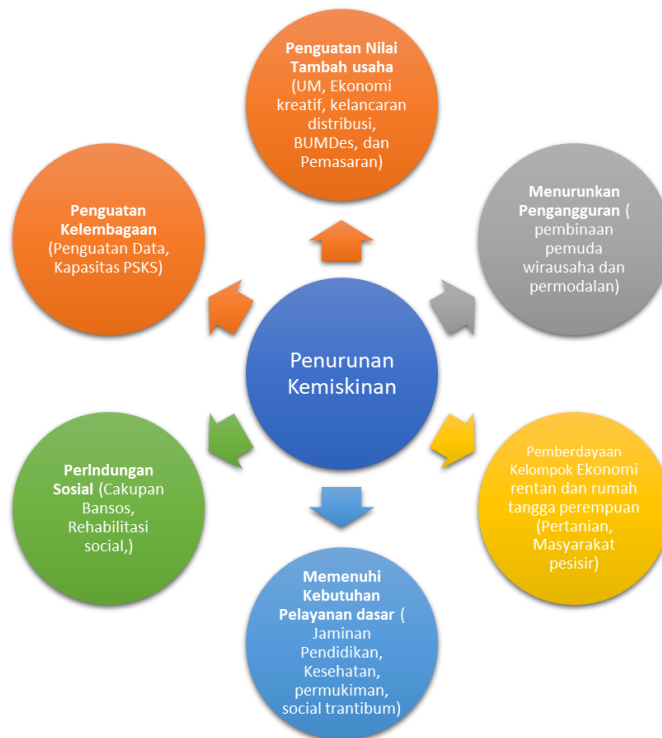 Penguatan Nilai
Tambah usaha
(UM, Ekonomi
kreatif, kelancaran
distribusi,
BUMDes, dan
Pemasaran)
Menurunkan
Pengangguran (
pembinaan
pemuda
wirausaha dan
permodalan)
Pemberdayaan
Kelompok Ekonomi
rentan dan rumah
tangga perempuan
(Pertanian,
Masyarakat
pesisir)
Memenuhi
Kebutuhan
Pelayanan dasar (
Jaminan
Pendidikan,
Kesehatan,
permukiman,
social trantibum)
Perlndungan
Sosial (Cakupan
Bansos,
Rehabilitasi
social,)
Penguatan
Kelembagaan
(Penguatan Data,
Kapasitas PSKS)
Penurunan
Kemiskinan